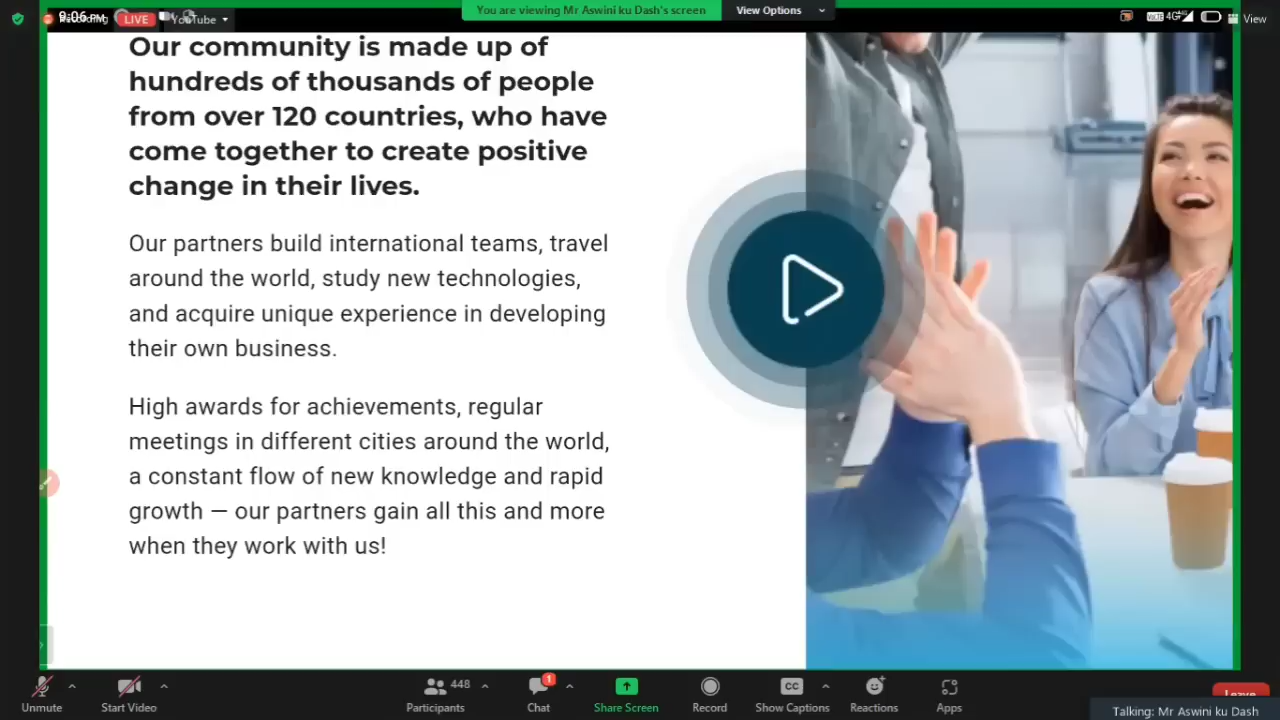 9:06 PM
LIVE
YouTube
You are viewing Mr Aswini ku Dash's screen
View Options
4G
View
Our community is made up of
hundreds of thousands of people
from over 120 countries, who have
come together to create positive
change in their lives.
Our partners build international teams, travel
around the world, study new technologies,
and acquire unique experience in developing
their own business.
High awards for achievements, regular
meetings in different cities around the world,
a constant flow of new knowledge and rapid
growth — our partners gain all this and more
when they work with us!
Unmute
Start Video
448
Participants
1
Chat
Share Screen
Record
CC
Show Captions
Reactions
Apps
Leave
Talking: Mr Aswini ku Dash